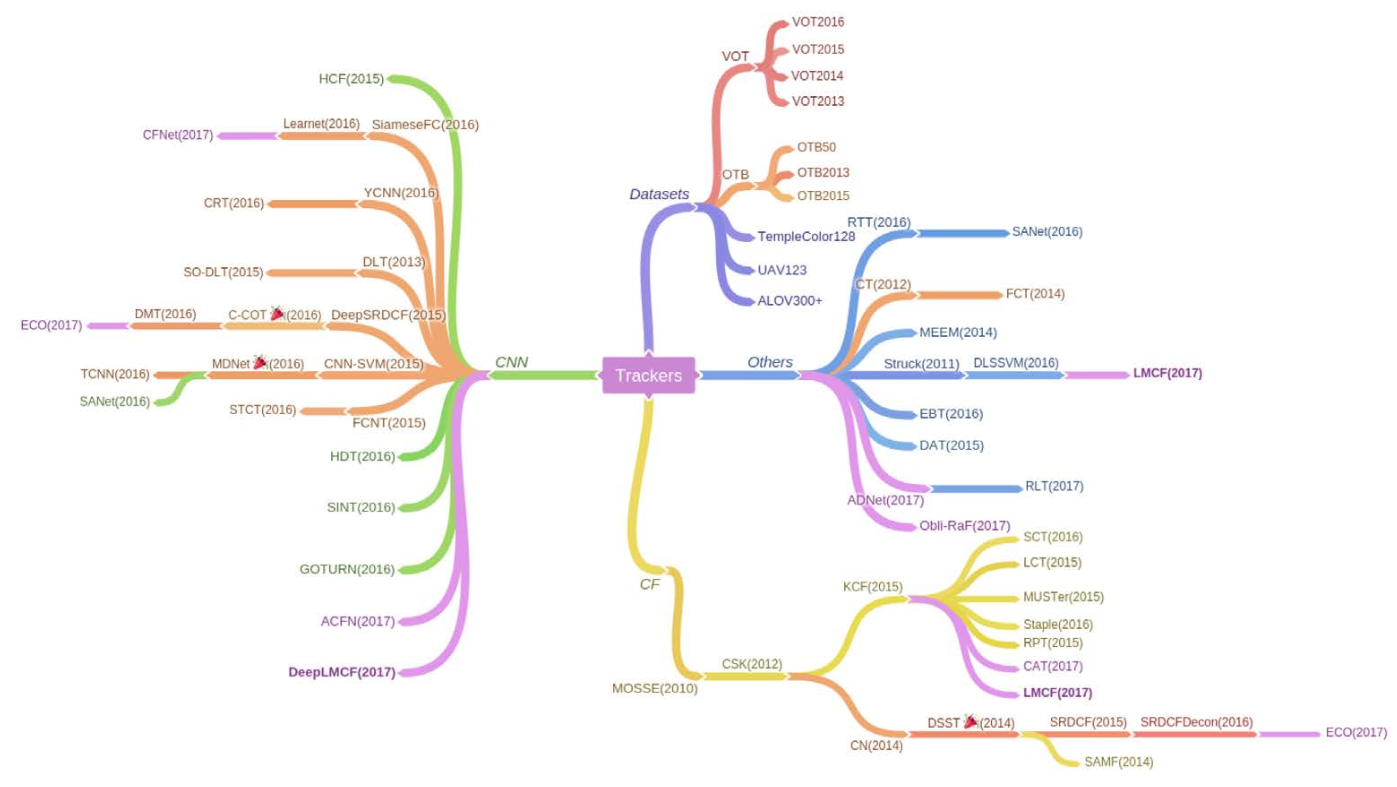 Trackers
Datasets
VOT
VOT2016
VOT2015
VOT2014
VOT2013
OTB
OTB50
OTB2013
OTB2015
TempleColor128
UAV123
ALOV300+
Others
RTT(2016)
SANet(2016)
CT(2012)
FCT(2014)
MEEM(2014)
Struck(2011)
DLSSVM(2016)
LMCF(2017)
EBT(2016)
DAT(2015)
ADNet(2017)
RLT(2017)
Obli-RaF(2017)
CF
MOSSE(2010)
CSK(2012)
KCF(2015)
SCT(2016)
LCT(2015)
MUSTer(2015)
Staple(2016)
RPT(2015)
CAT(2017)
LMCF(2017)
CN(2014)
DSST 🎉(2014)
SRDCF(2015)
SRDCFDecon(2016)
ECO(2017)
SAMF(2014)
CNN
HCF(2015)
SiameseFC(2016)
Learnet(2016)
CFNet(2017)
YCNN(2016)
CRT(2016)
DLT(2013)
SO-DLT(2015)
DeepSRDCF(2015)
C-COT 🎉(2016)
DMT(2016)
ECO(2017)
CNN-SVM(2015)
MDNet 🎉(2016)
TCNN(2016)
SANet(2016)
FCNT(2015)
STCT(2016)
HDT(2016)
SINT(2016)
GOTURN(2016)
ACFN(2017)
DeepLMCF(2017)